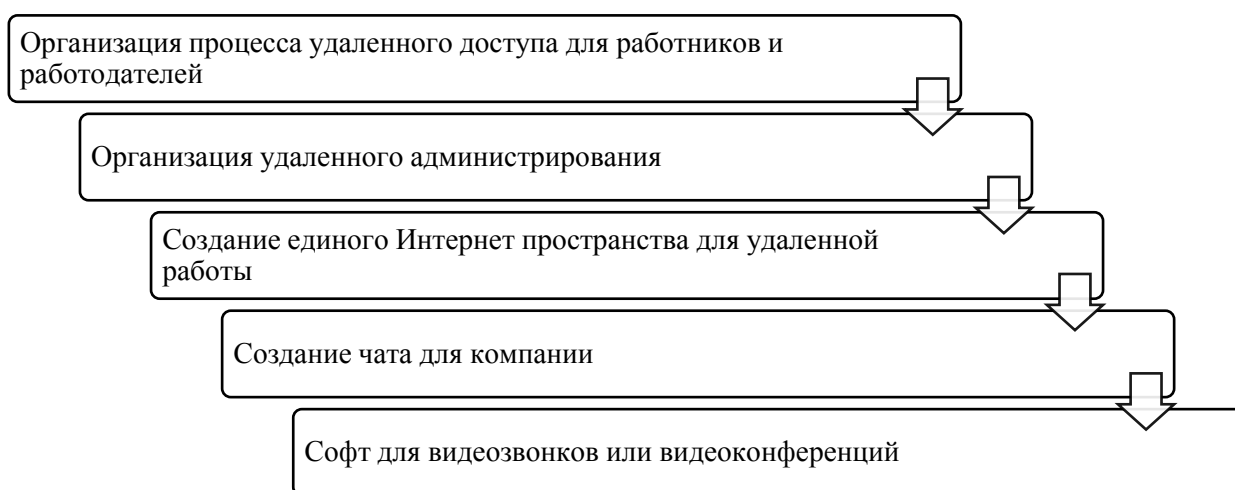 Организация процесса удаленного доступа для работников и
работодателей
Организация удаленного администрирования
Создание единого Интернет пространства для удаленной
работы
Создание чата для компании
Софт для видеозвонков или видеоконференций